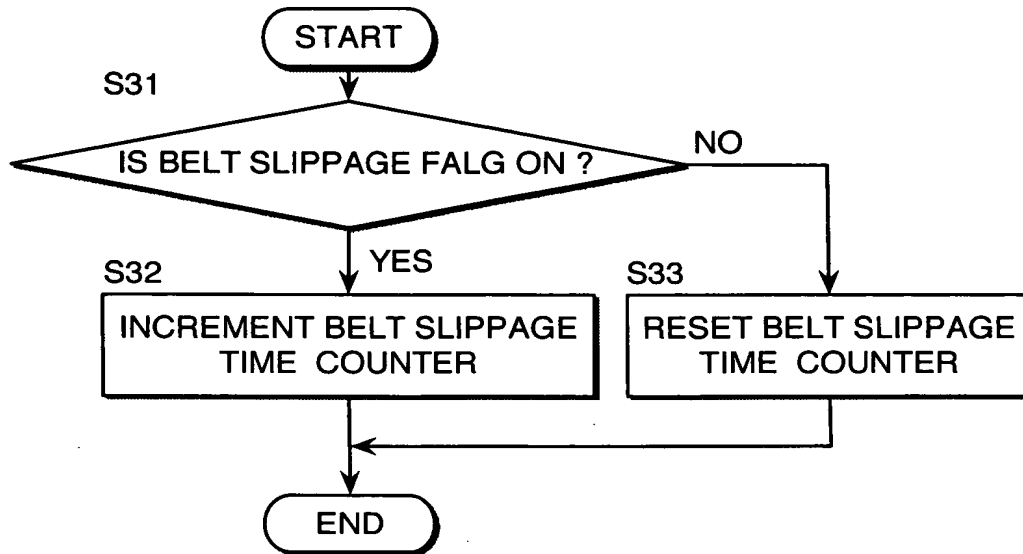 START
S31
IS BELT SLIPPAGE FALG ON ?
NO
YES
S32
INCREMENT BELT SLIPPAGE
TIME COUNTER
S33
RESET BELT SLIPPAGE
TIME COUNTER
END